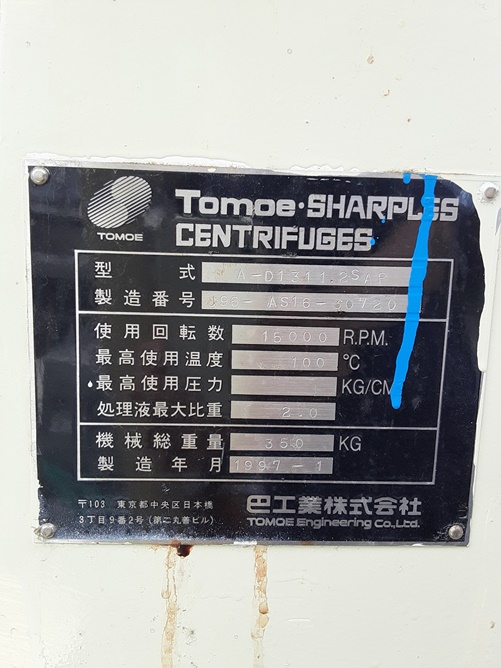 TOMOE
Tomoe·SHARPLES
CENTRIFUGES
型式
製造番号
使用回転数 15000 R.P.M.
最高使用温度 100 °C
最高使用圧力 KG/CM
処理液最大比重 2.0
機械総重量 350 KG
製造年月 1997-1
〒103 東京都中央区日本橋
3丁目9番2号(第二丸善ビル)
巴工業株式会社
TOMOE Engineering Co., Ltd.